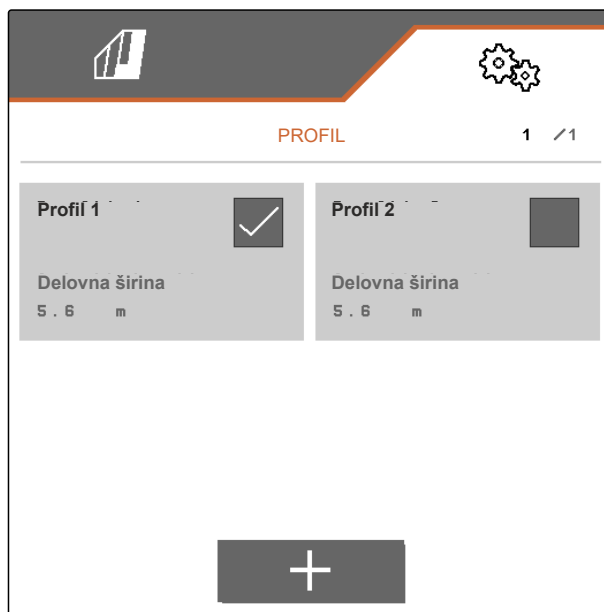 PROFIL 1 /1
Profil 1 Profil 2
Delovna širina Delovna širina
5.6 m 5.6 m
+